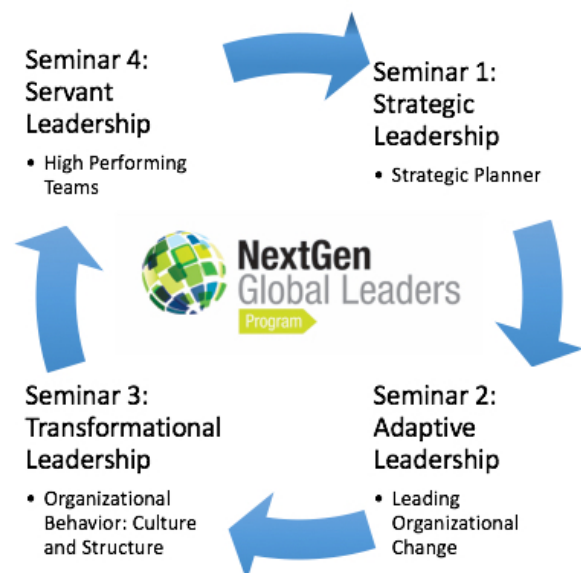 Seminar 4:
Servant
Leadership
• High Performing
Teams
Seminar 1:
Strategic
Leadership
• Strategic Planner
NextGen
Global Leaders
Program
Seminar 3:
Transformational
Leadership
• Organizational
Behavior: Culture
and Structure
Seminar 2:
Adaptive
Leadership
• Leading
Organizational
Change